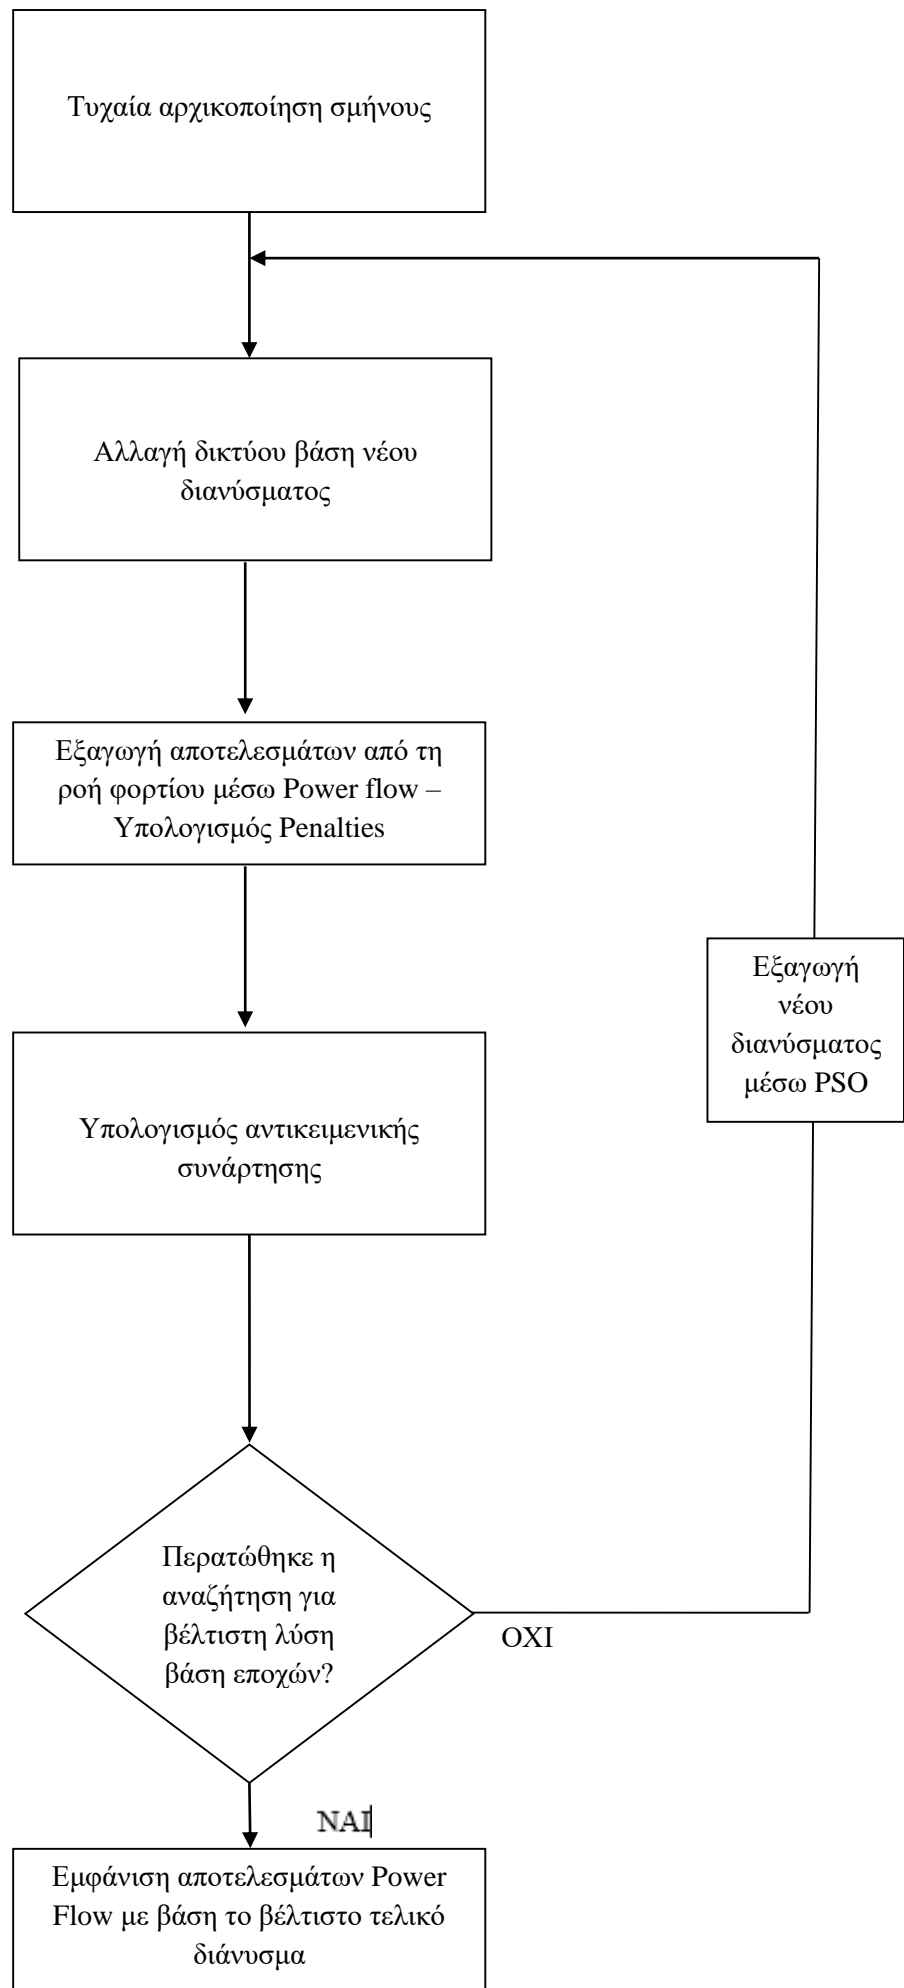 Τυχαία αρχικοποίηση σμήνους
Αλλαγή δικτύου βάση νέου
διανύσματος
Εξαγωγή αποτελεσμάτων από τη
ροή φορτίου μέσω Power flow –
Υπολογισμός Penalties
Εξαγωγή
νέου
διανύσματος
μέσω PSO
Υπολογισμός αντικειμενικής
συνάρτησης
Περατώθηκε η
αναζήτηση για
βέλτιστη λύση
βάση εποχών?
ΟΧΙ
ΝΑΙ
Εμφάνιση αποτελεσμάτων Power
Flow με βάση το βέλτιστο τελικό
διάνυσμα